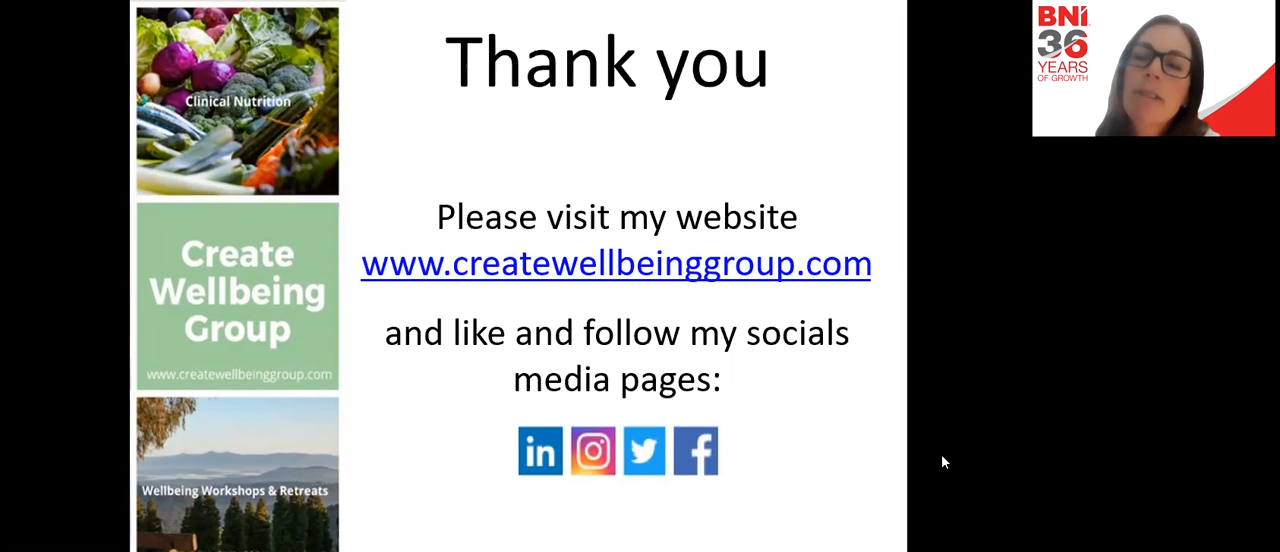 Thank you
Please visit my website
www.createwellbeinggroup.com
and like and follow my socials
media pages:
in
f
Clinical Nutrition
Create
Wellbeing
Group
www.createwellbeinggroup.com
Wellbeing Workshops & Retreats
BNI
36
YEARS
OF GROWTH